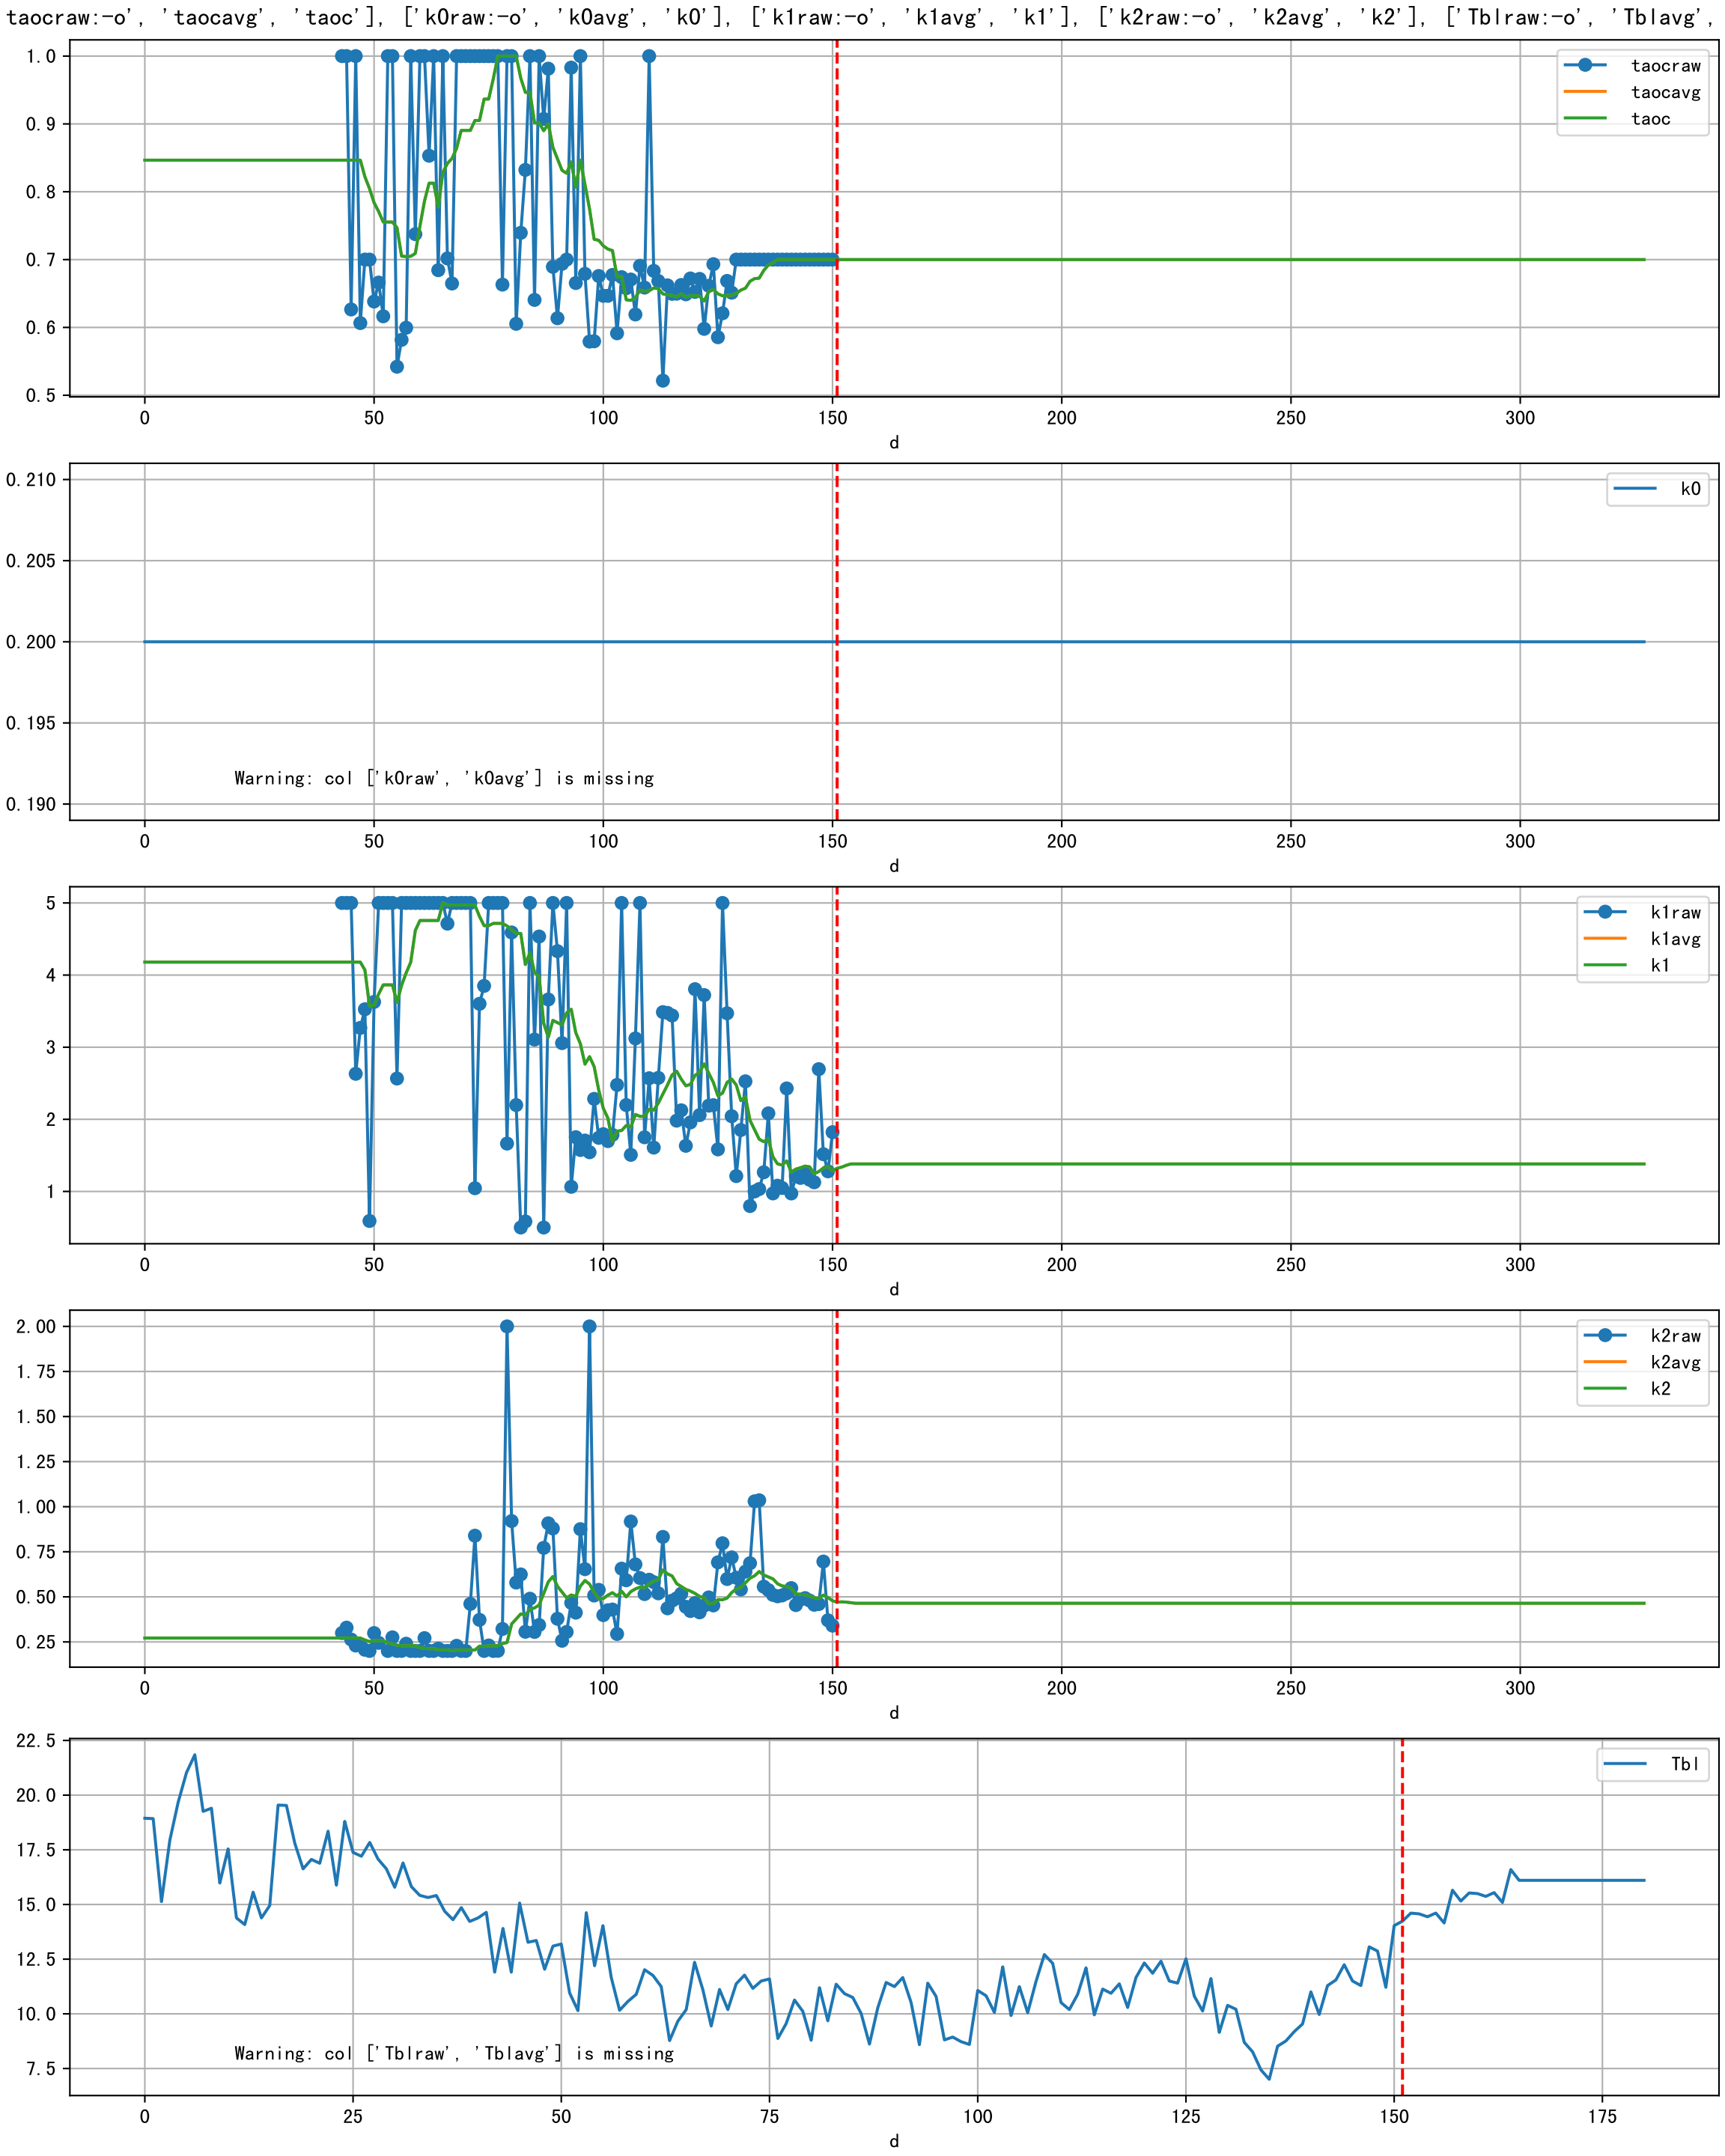 taocraw:-o', 'taocavg', 'taoc'], ['k0raw:-o', 'k0avg', 'k0'], ['k1raw:-o', 'k1avg', 'k1'], ['k2raw:-o', 'k2avg', 'k2'], ['Tblraw:-o', 'Tblavg',
1.0
0.9
0.8
0.7
0.6
0.5
taocraw
taocavg
taoc
0 50 100 150 200 250 300
d
0.210
0.205
0.200
0.195
0.190
k0
Warning: col ['k0raw', 'k0avg'] is missing
0 50 100 150 200 250 300
d
5
4
3
2
1
k1raw
k1avg
k1
0 50 100 150 200 250 300
d
2.00
1.75
1.50
1.25
1.00
0.75
0.50
0.25
k2raw
k2avg
k2
0 50 100 150 200 250 300
d
22.5
20.0
17.5
15.0
12.5
10.0
7.5
Tbl
Warning: col ['Tblraw', 'Tblavg'] is missing
0 25 50 75 100 125 150 175
d